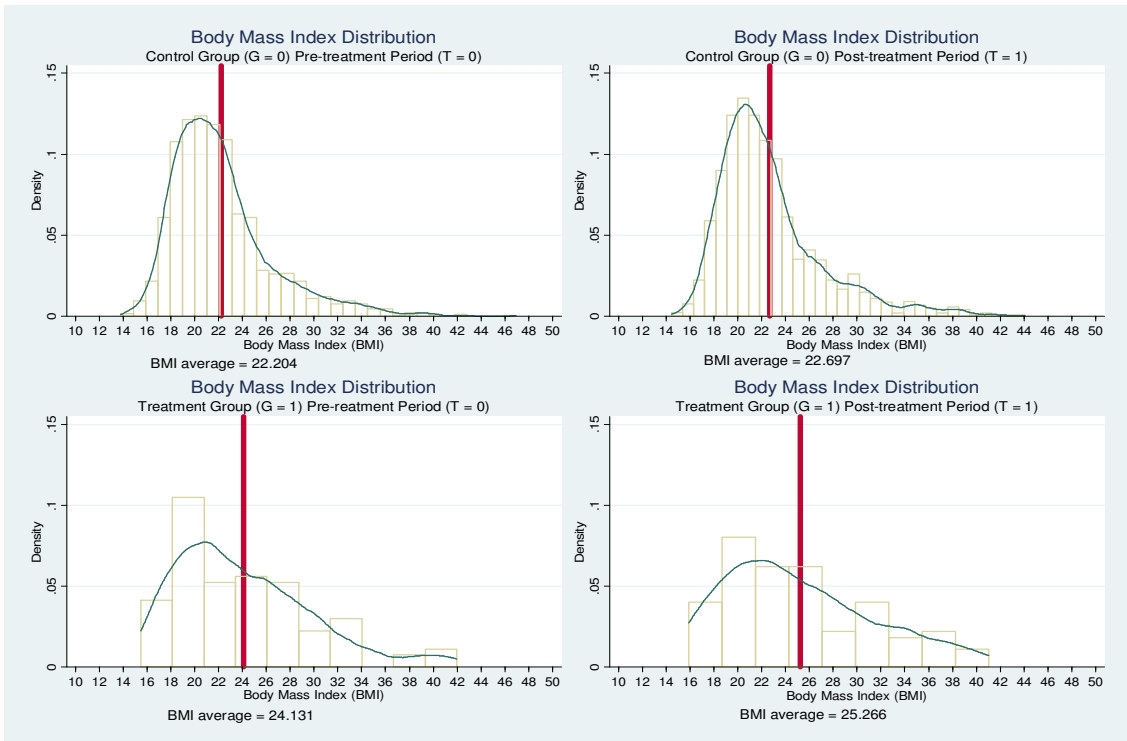 Body Mass Index Distribution
Control Group (G = 0) Pre-treatment Period (T = 0)
Density
0 .05 .1 .15
10 12 14 16 18 20 22 24 26 28 30 32 34 36 38 40 42 44 46 48 50
Body Mass Index (BMI)
BMI average = 22.204
Body Mass Index Distribution
Control Group (G = 0) Post-treatment Period (T = 1)
Density
0 .05 .1 .15
10 12 14 16 18 20 22 24 26 28 30 32 34 36 38 40 42 44 46 48 50
Body Mass Index (BMI)
BMI average = 22.697
Body Mass Index Distribution
Treatment Group (G = 1) Pre-reatment Period (T = 0)
Density
0 .05 .1 .15
10 12 14 16 18 20 22 24 26 28 30 32 34 36 38 40 42 44 46 48 50
Body Mass Index (BMI)
BMI average = 24.131
Body Mass Index Distribution
Treatment Group (G = 1) Post-treatment Period (T = 1)
Density
0 .05 .1 .15
10 12 14 16 18 20 22 24 26 28 30 32 34 36 38 40 42 44 46 48 50
Body Mass Index (BMI)
BMI average = 25.266